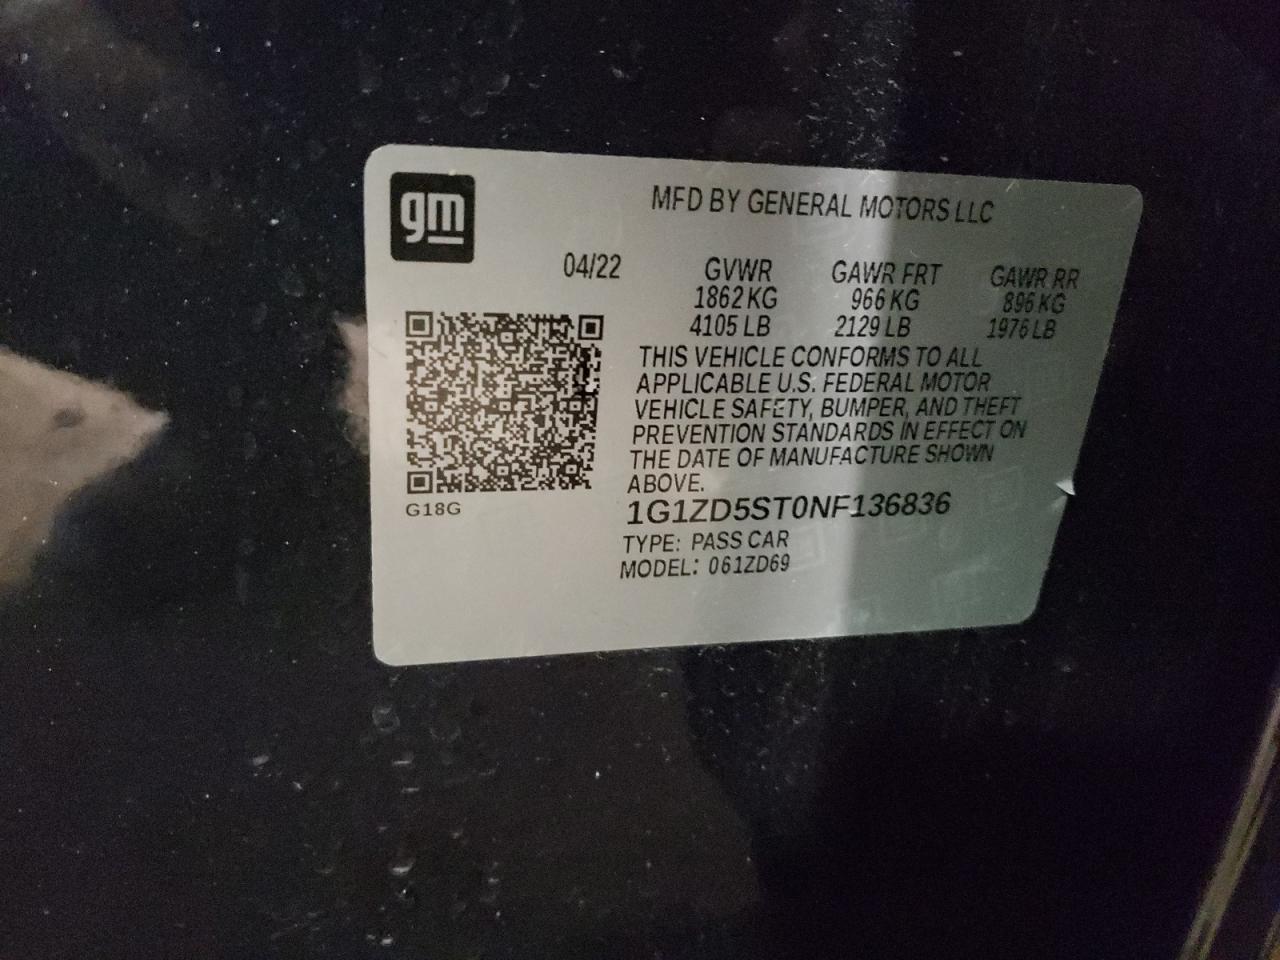 gm
MFD BY GENERAL MOTORS LLC
04/22 GVWR GAWR FRT GAWR RR
1862 KG 966 KG 896 KG
4105 LB 2129 LB 1976 LB
THIS VEHICLE CONFORMS TO ALL
APPLICABLE U.S. FEDERAL MOTOR
VEHICLE SAFETY, BUMPER, AND THEFT
PREVENTION STANDARDS IN EFFECT ON
THE DATE OF MANUFACTURE SHOWN
ABOVE.
G18G
1G1ZD5ST0NF136836
TYPE: PASS CAR
MODEL: 061ZD69